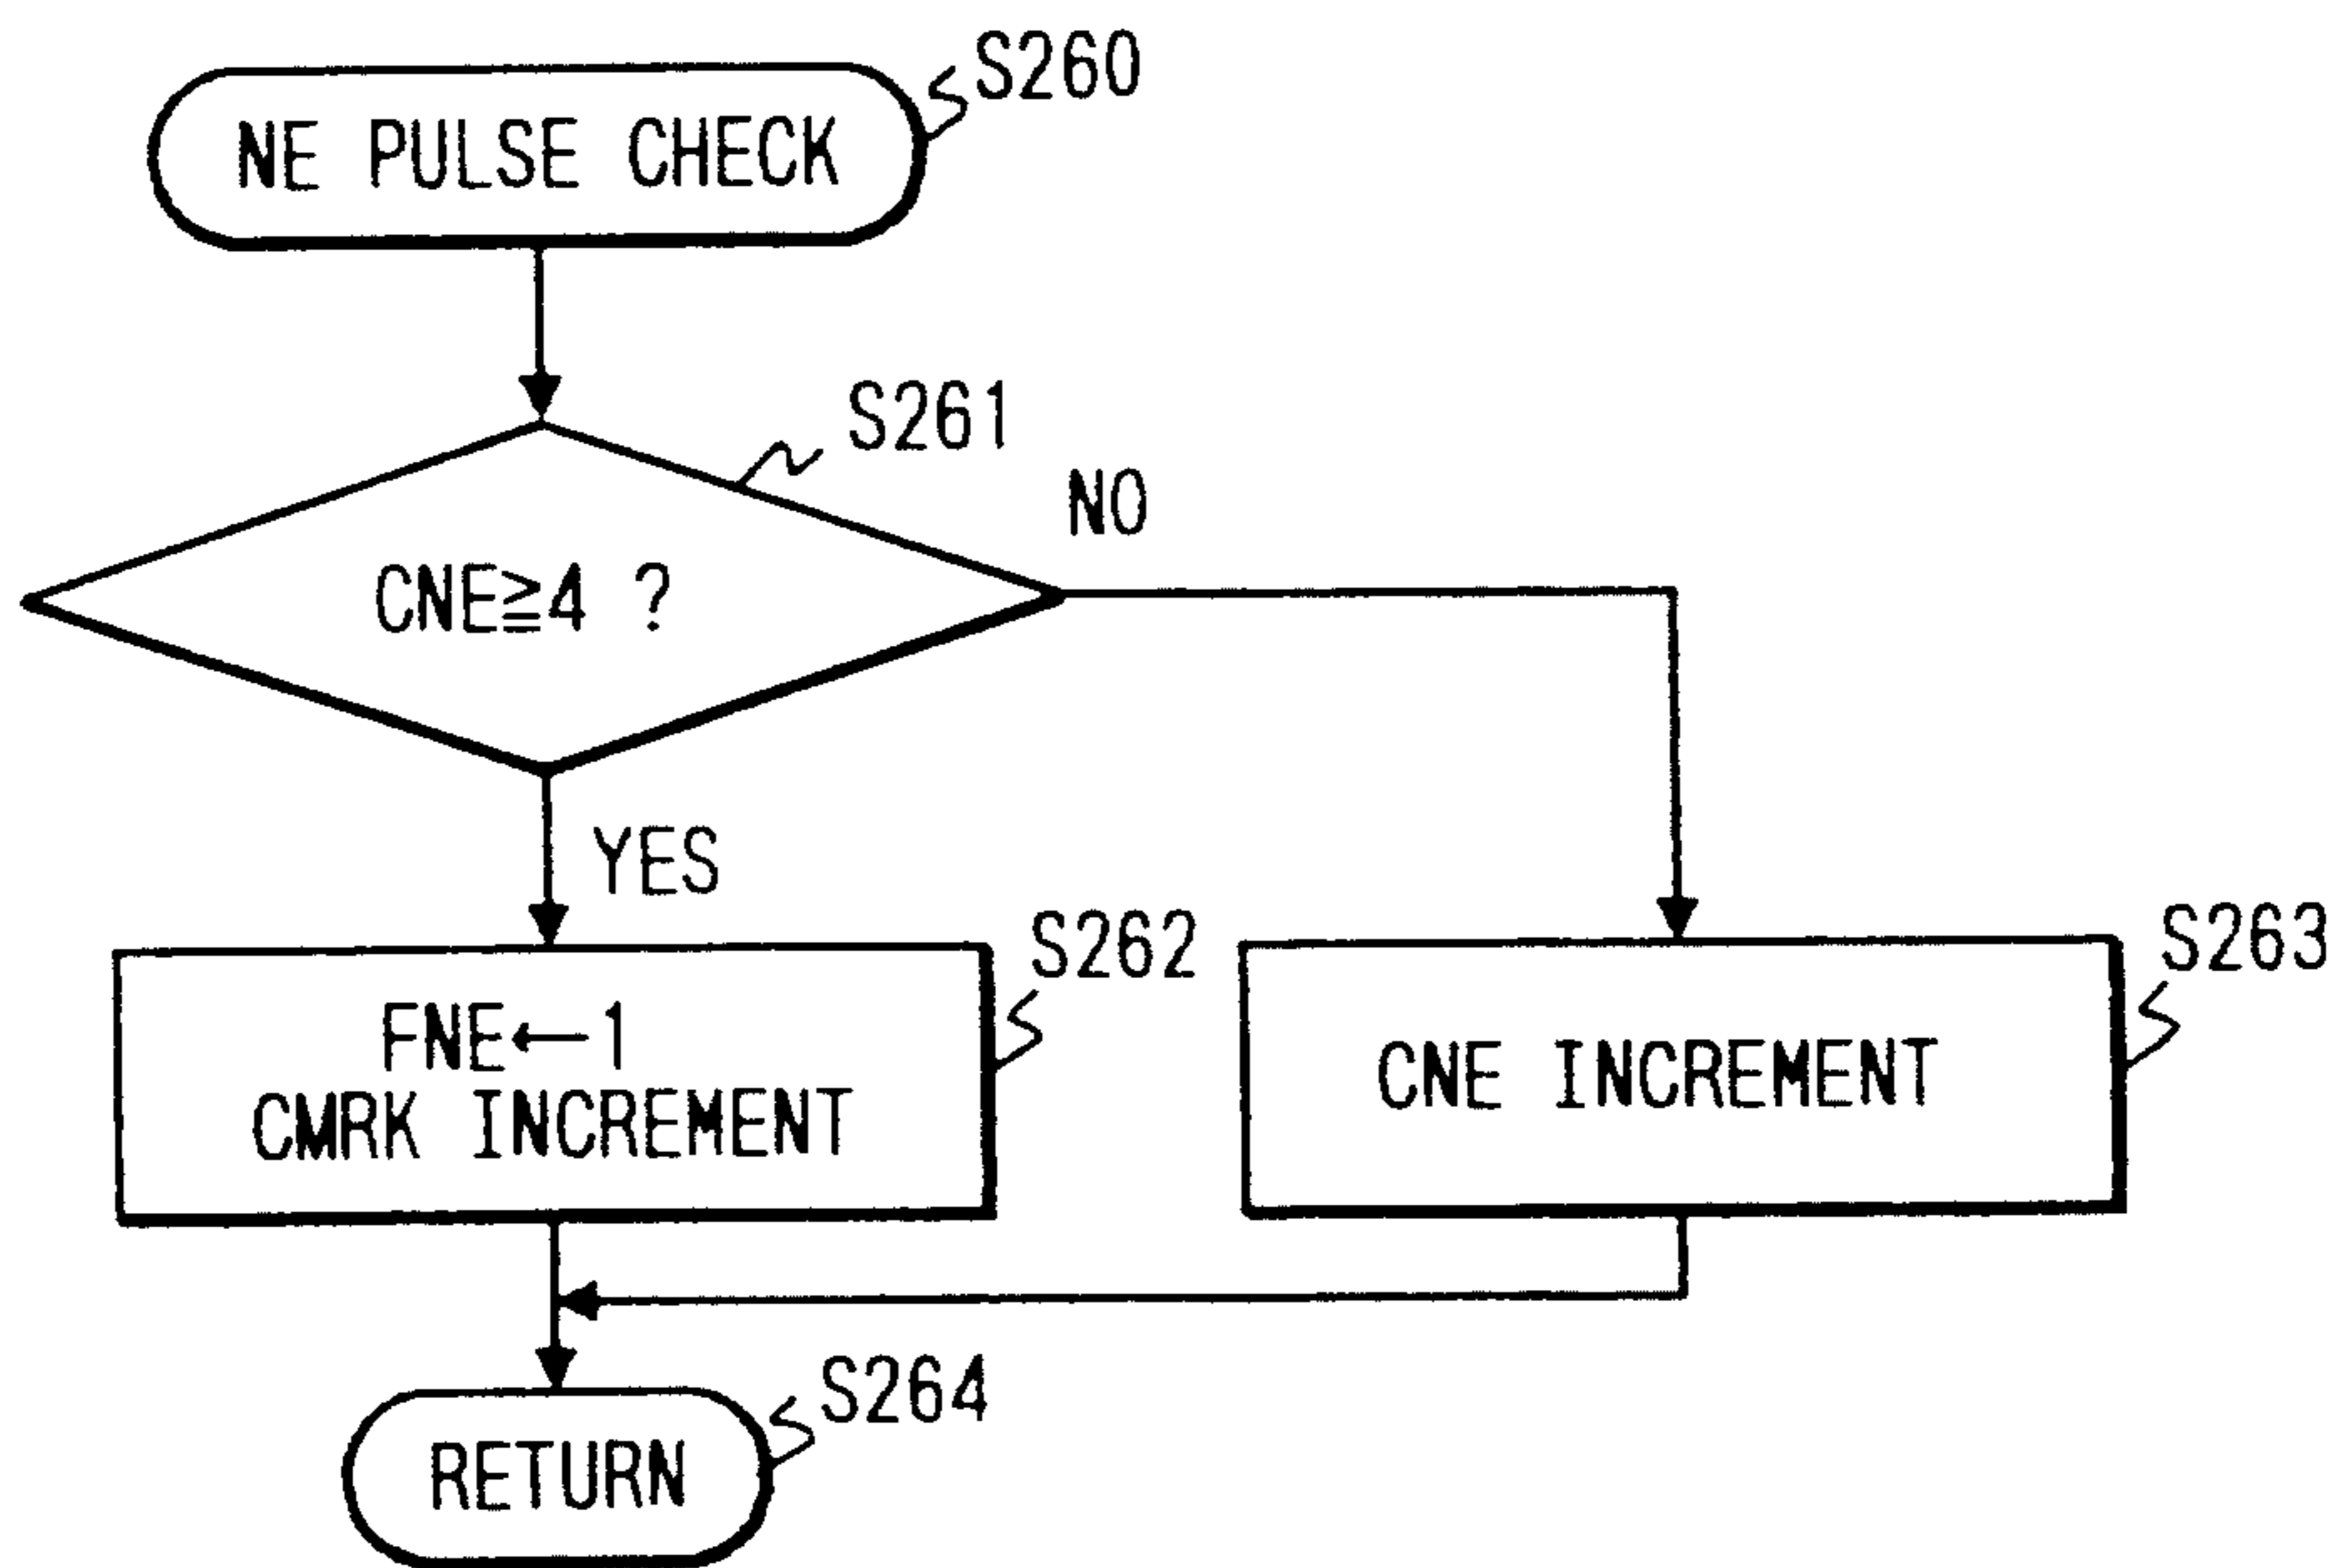 S260
NE PULSE CHECK
S261
NO
CNE≧4 ?
YES
S262
S263
FNE←1
CMRK INCREMENT
CNE INCREMENT
S264
RETURN